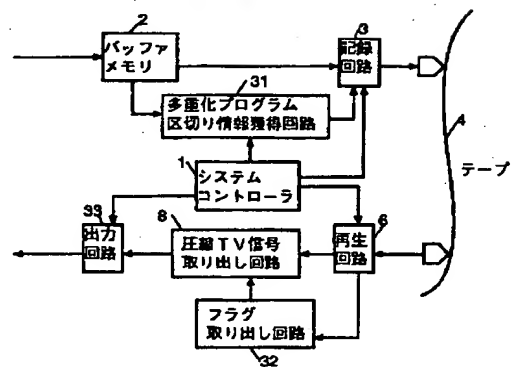 2
バッファ
メモリ
3
記録
回路
31
多重化プログラム
区切り情報獲得回路
4
テープ
1
システム
コントローラ
33
出力
回路
8
圧縮TV信号
取り出し回路
6
再生
回路
フラグ
取り出し回路
32